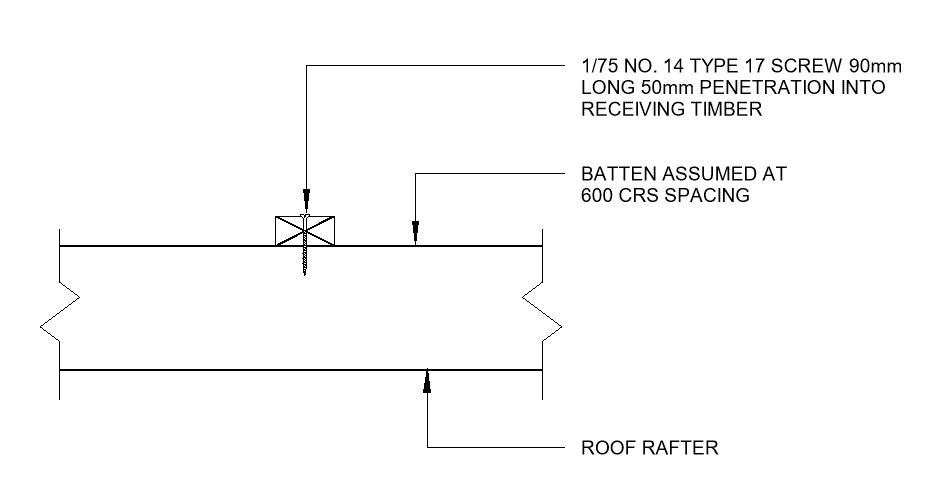 1/75 NO. 14 TYPE 17 SCREW 90mm
LONG 50mm PENETRATION INTO
RECEIVING TIMBER
BATTEN ASSUMED AT
600 CRS SPACING
ROOF RAFTER